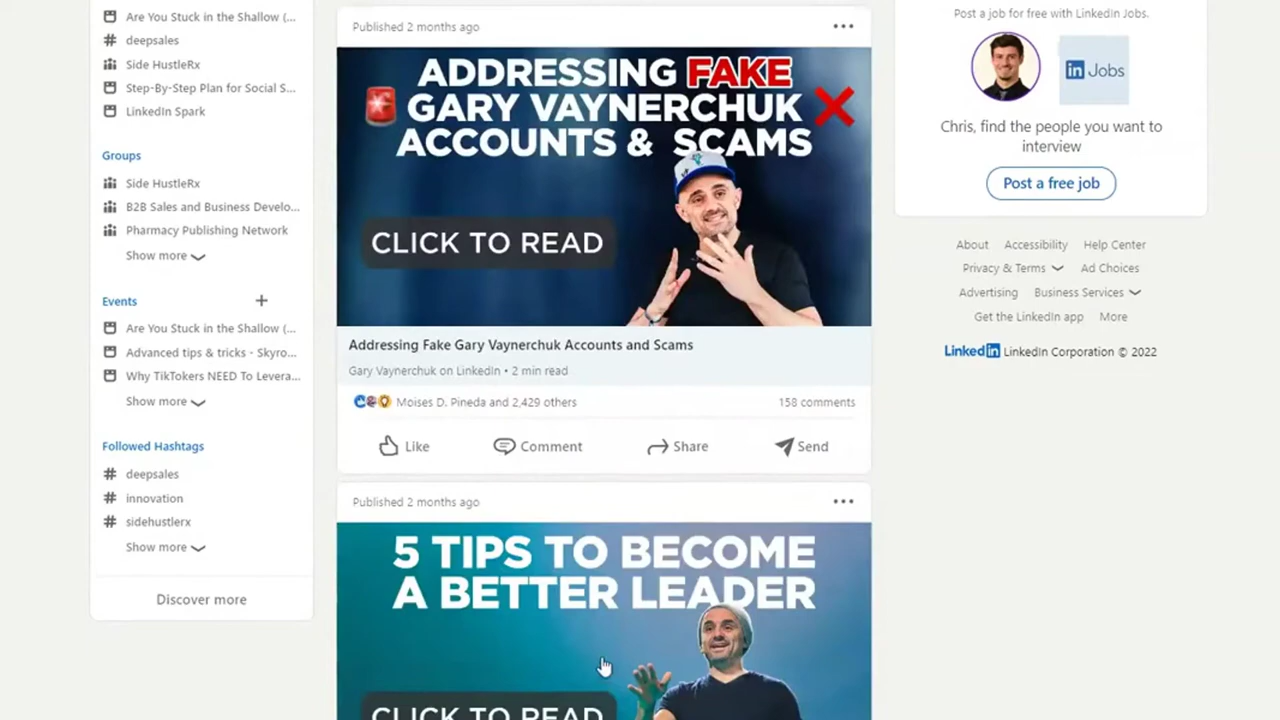 Are You Stuck in the Shallow (...
deepsales
Side HustleRx
Step-By-Step Plan for Social S...
LinkedIn Spark
Groups
Side HustleRx
B2B Sales and Business Develo...
Pharmacy Publishing Network
Show more
Events
Are You Stuck in the Shallow (...
Advanced tips & tricks - Skyro...
Why TikTokers NEED To Levera...
Show more
Followed Hashtags
# deepsales
# innovation
# sidehustlerx
Show more
Discover more
Published 2 months ago
ADDRESSING FAKE
GARY VAYNERCHUK
ACCOUNTS & SCAMS
CLICK TO READ
Addressing Fake Gary Vaynerchuk Accounts and Scams
Gary Vaynerchuk on LinkedIn • 2 min read
Moises D. Pineda and 2,429 others
158 comments
Like
Comment
Share
Send
Published 2 months ago
5 TIPS TO BECOME
A BETTER LEADER
CLICK TO READ
Post a job for free with LinkedIn Jobs.
in Jobs
Chris, find the people you want to
interview
Post a free job
About Accessibility Help Center
Privacy & Terms Ad Choices
Advertising Business Services
Get the LinkedIn app More
LinkedIn LinkedIn Corporation © 2022